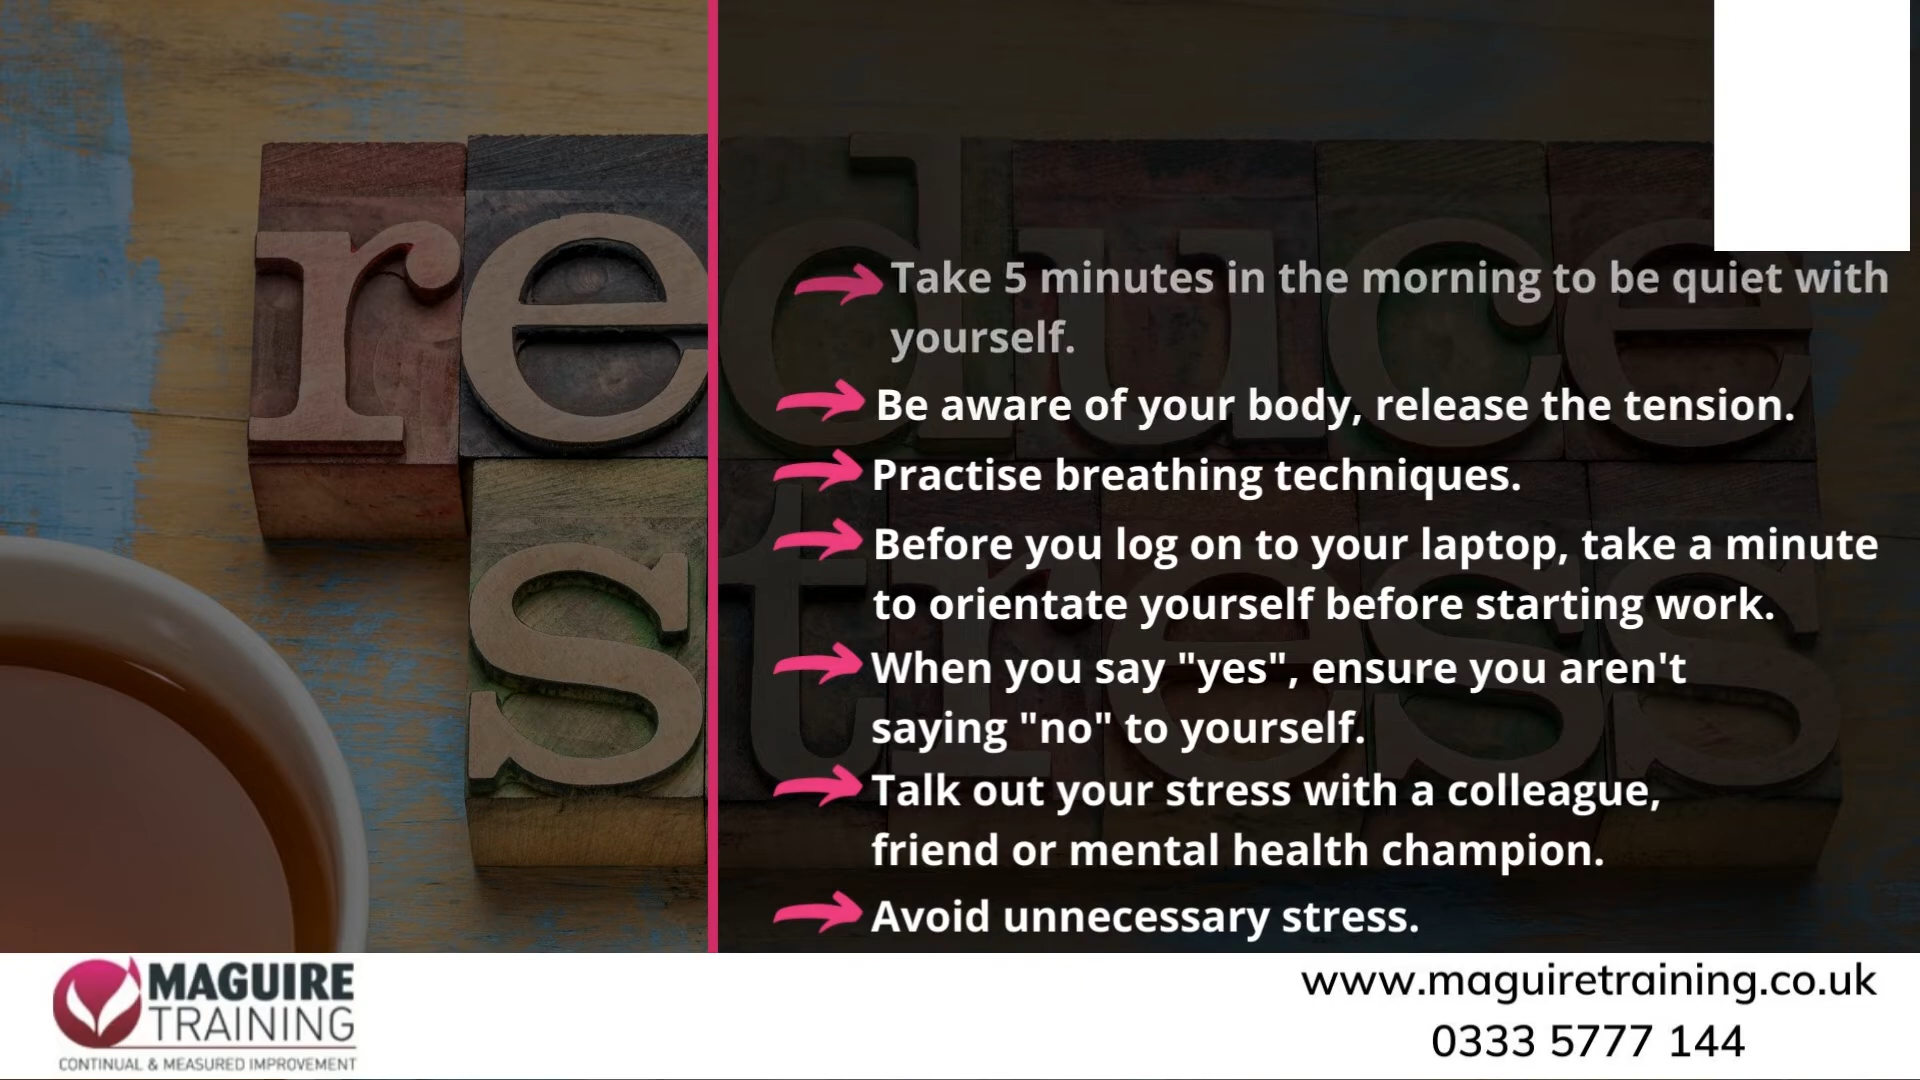 reduce
stress
Take 5 minutes in the morning to be quiet with
yourself.
Be aware of your body, release the tension.
Practise breathing techniques.
Before you log on to your laptop, take a minute
to orientate yourself before starting work.
When you say "yes", ensure you aren't
saying "no" to yourself.
Talk out your stress with a colleague,
friend or mental health champion.
Avoid unnecessary stress.
MAGUIRE
TRAINING
CONTINUAL & MEASURED IMPROVEMENT
www.maguiretraining.co.uk
0333 5777 144